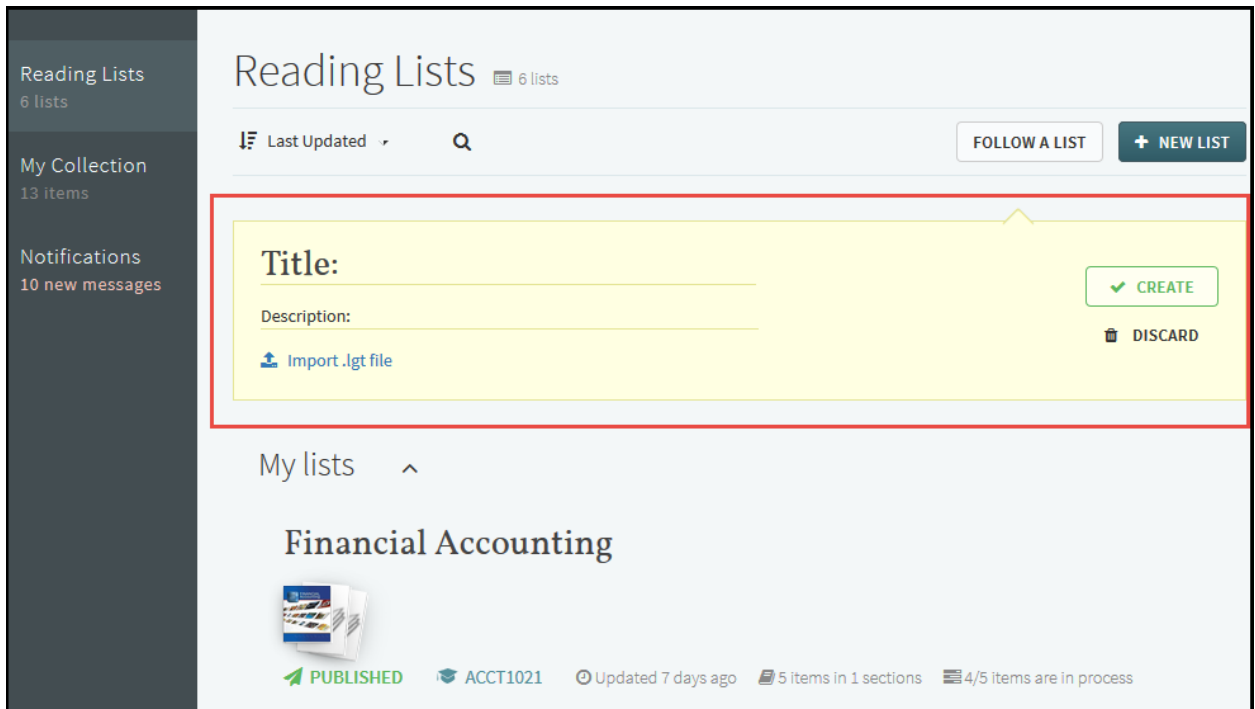 Reading Lists
6 lists
My Collection
13 items
Notifications
10 new messages
Reading Lists 6 lists
Last Updated
FOLLOW A LIST
NEW LIST
Title:
Description:
Import .lgt file
CREATE
DISCARD
My lists
Financial Accounting
PUBLISHED ACCT1021 Updated 7 days ago 5 items in 1 sections 4/5 items are in process